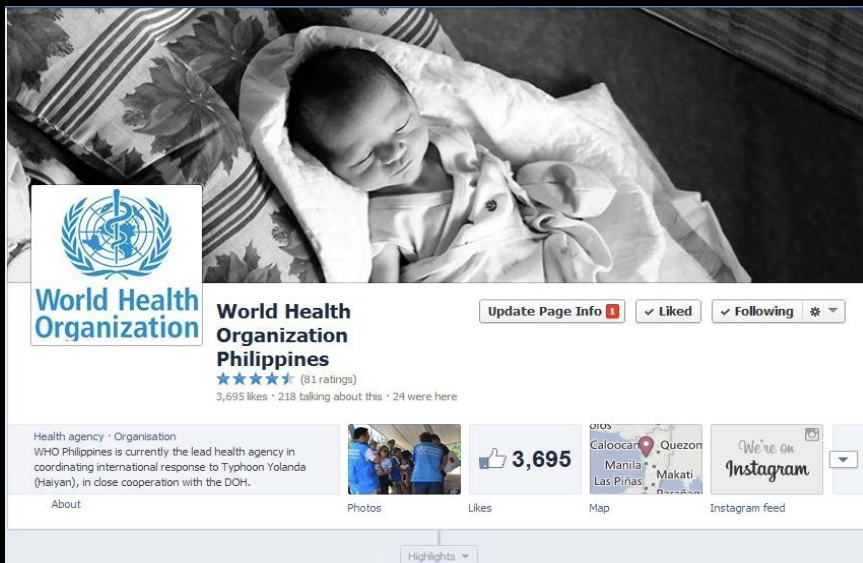 World Health
Organization
World Health
Organization
Philippines
(81 ratings)
3,695 likes · 218 talking about this · 24 were here
Update Page Info 1
✓ Liked
✓ Following
Health agency · Organisation
WHO Philippines is currently the lead health agency in
coordinating international response to Typhoon Yolanda
(Haiyan), in close cooperation with the DOH.
About
Photos
3,695
Likes
Caloocan
Quezon
Manila
Makati
Las Piñas
Map
We're on
Instagram
Instagram feed
Highlights